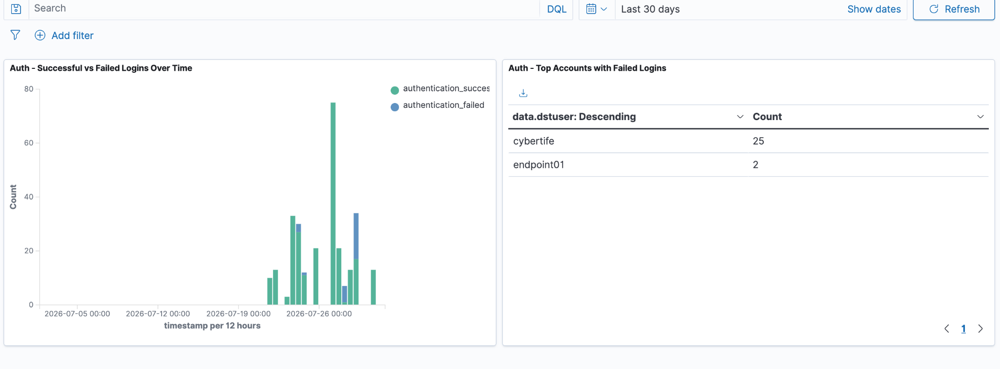 Search
DQL
Last 30 days
Show dates
Refresh
Add filter
Auth - Successful vs Failed Logins Over Time
80
60
40
20
0
Count
2026-07-05 00:00
2026-07-12 00:00
2026-07-19 00:00
2026-07-26 00:00
timestamp per 12 hours
authentication_succes
authentication_failed
Auth - Top Accounts with Failed Logins
data.dstuser: Descending Count
cybertife 25
endpoint01 2
1